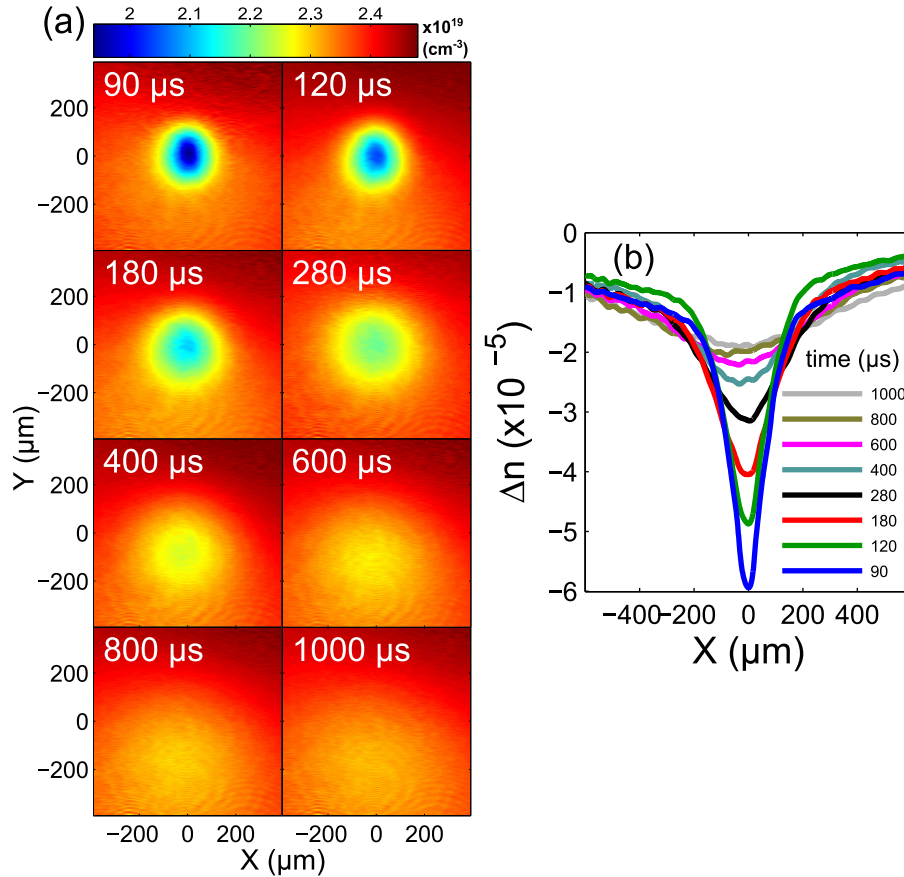 (a)
2 2.1 2.2 2.3 2.4
x10¹⁹
(cm⁻³)
90 µs
120 µs
200
0
−200
180 µs
280 µs
200
0
−200
400 µs
600 µs
200
0
−200
800 µs
1000 µs
200
0
−200
−200 0 200 −200 0 200
X (µm)
Y (µm)
(b)
0
−1
−2
−3
−4
−5
−6
Δn (x10⁻⁵)
time (µs)
1000
800
600
400
280
180
120
90
−400 −200 0 200 400
X (µm)